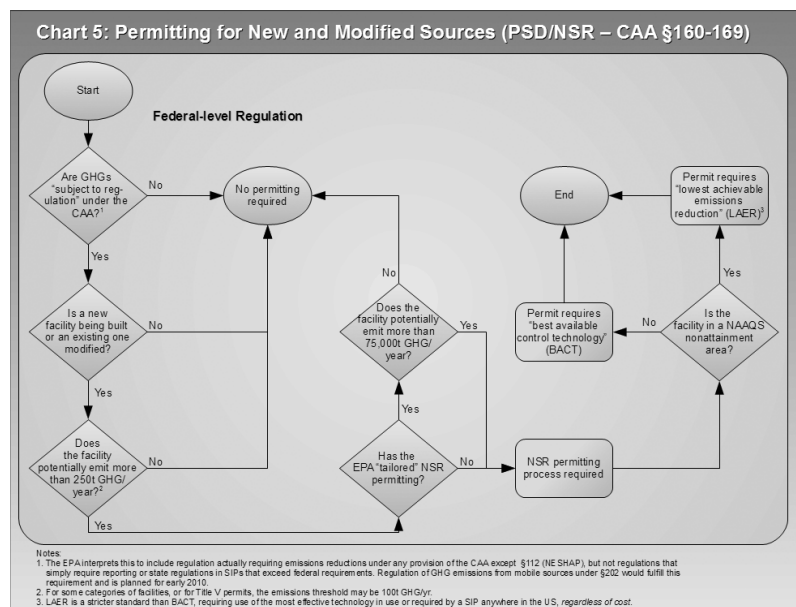 Chart 5: Permitting for New and Modified Sources (PSD/NSR – CAA §160-169)
Start
Federal-level Regulation
Are GHGs
“subject to reg-
ulation” under the
CAA?1
No
No permitting
required
End
Permit requires
“lowest achievable
emissions
reduction” (LAER)3
Yes
No
Yes
Is a new
facility being built
or an existing one
modified?
No
Does the
facility potentially
emit more than
75,000t GHG/
year?
Yes
Permit requires
“best available
control technology”
(BACT)
No
Is the
facility in a NAAQS
nonattainment
area?
Yes
Yes
Does
the facility
potentially emit more
than 250t GHG/
year?2
No
Has the
EPA “tailored” NSR
permitting?
No
NSR permitting
process required
Yes
Notes:
1. The EPA interprets this to include regulation actually requiring emissions reductions under any provision of the CAA except §112 (NESHAP), but not regulations that
simply require reporting or state regulations in SIPs that exceed federal requirements. Regulation of GHG emissions from mobile sources under §202 would fulfill this
requirement and is planned for early 2010.
2. For some categories of facilities, or for Title V permits, the emissions threshold may be 100t GHG/yr.
3. LAER is a stricter standard than BACT, requiring use of the most effective technology in use or required by a SIP anywhere in the US, regardless of cost.